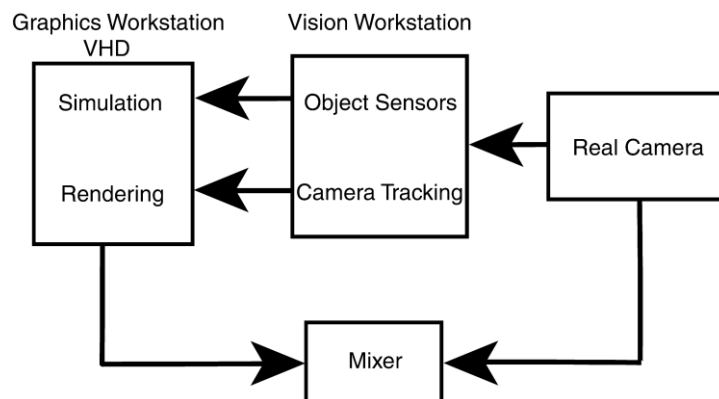 Graphics Workstation
VHD
Vision Workstation
Simulation
Object Sensors
Real Camera
Rendering
Camera Tracking
Mixer